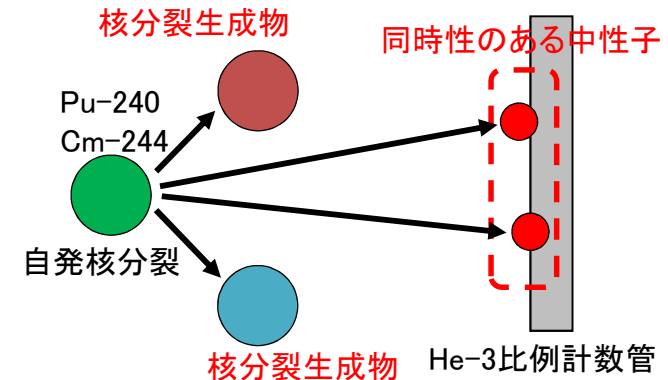 核分裂生成物
同時性のある中性子
Pu-240
Cm-244
自発核分裂
核分裂生成物
He-3比例計数管